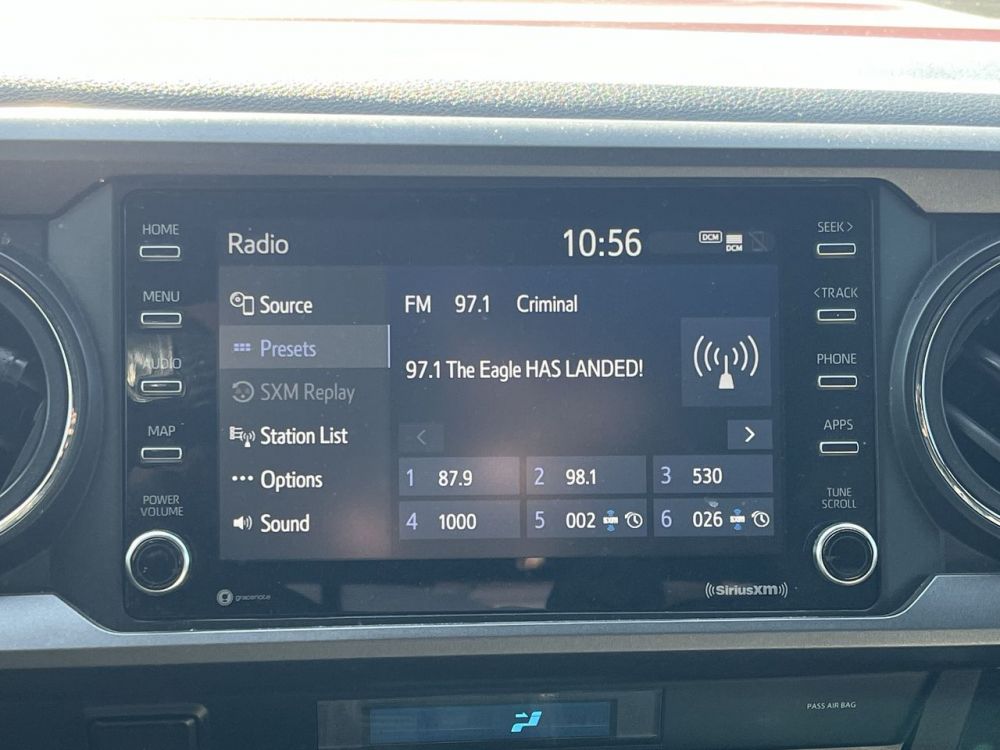 HOME
MENU
AUDIO
MAP
POWER
VOLUME
Radio 10:56 DCM DCM
Source
Presets
SXM Replay
Station List
Options
Sound
FM 97.1 Criminal
97.1 The Eagle HAS LANDED!
< >
1 87.9 2 98.1 3 530
4 1000 5 002 SXM 6 026 SXM
SEEK >
< TRACK
PHONE
APPS
TUNE
SCROLL
gracenote
((SiriusXM))
PASS AIR BAG